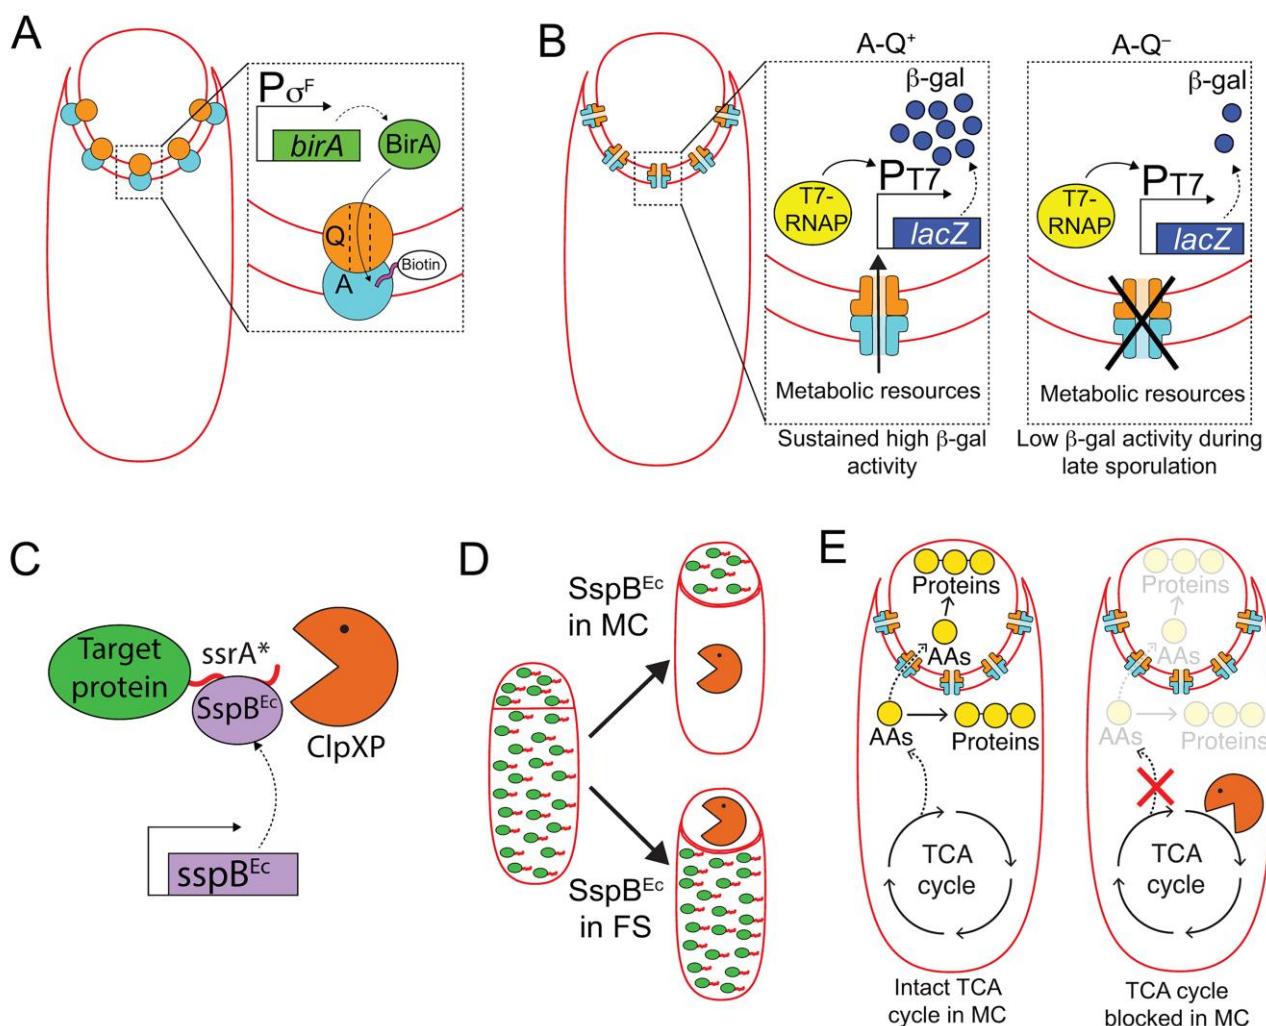 A
PσF
birA
BirA
Q
A
Biotin
B
A-Q⁺
β-gal
T7-
RNAP
PT7
lacZ
Metabolic resources
Sustained high β-gal
activity
A-Q⁻
β-gal
T7-
RNAP
PT7
lacZ
Metabolic resources
Low β-gal activity during
late sporulation
C
Target
protein
ssrA*
SspBᴱᶜ
ClpXP
sspBᴱᶜ
D
SspBᴱᶜ
in MC
SspBᴱᶜ
in FS
E
Proteins
AAs
AAs
Proteins
TCA
cycle
Intact TCA
cycle in MC
Proteins
AAs
AAs
Proteins
TCA
cycle
TCA cycle
blocked in MC